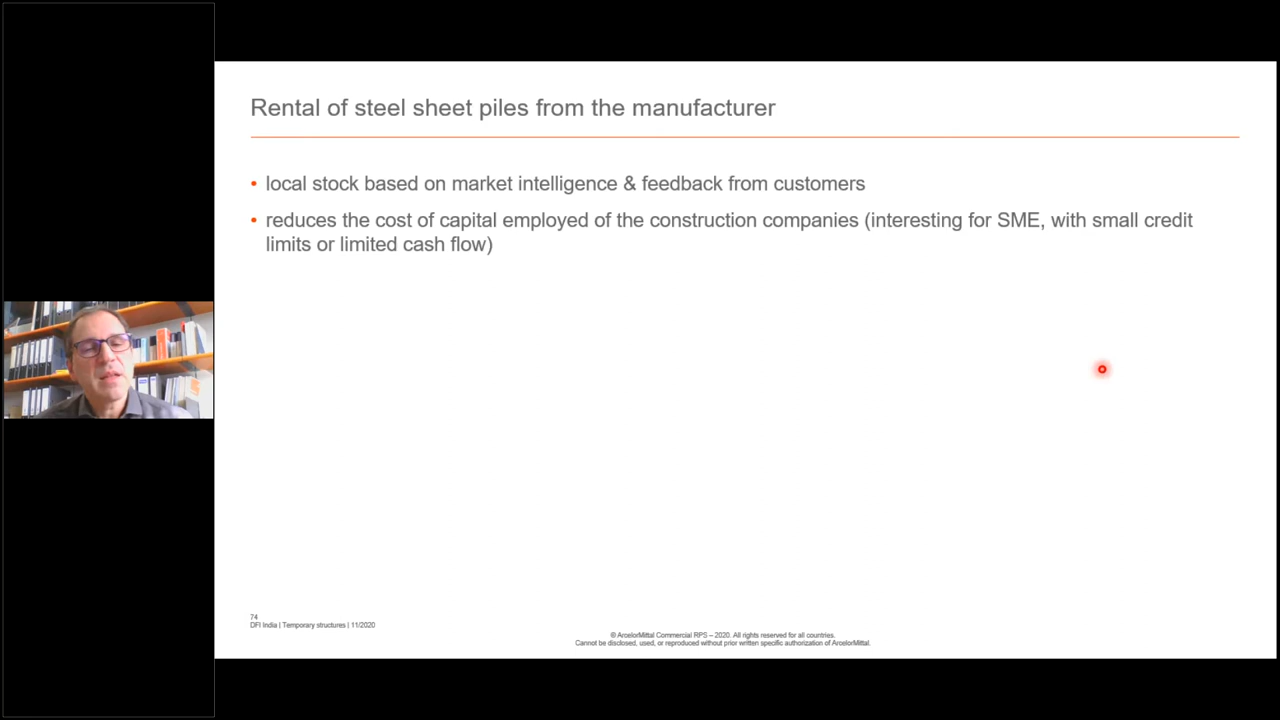 Rental of steel sheet piles from the manufacturer
• local stock based on market intelligence & feedback from customers
• reduces the cost of capital employed of the construction companies (interesting for SME, with small credit
limits or limited cash flow)
74
DFI India | Temporary structures | 11/2020
© ArcelorMittal Commercial RPS – 2020. All rights reserved for all countries.
Cannot be disclosed, used, or reproduced without prior written specific authorization of ArcelorMittal.